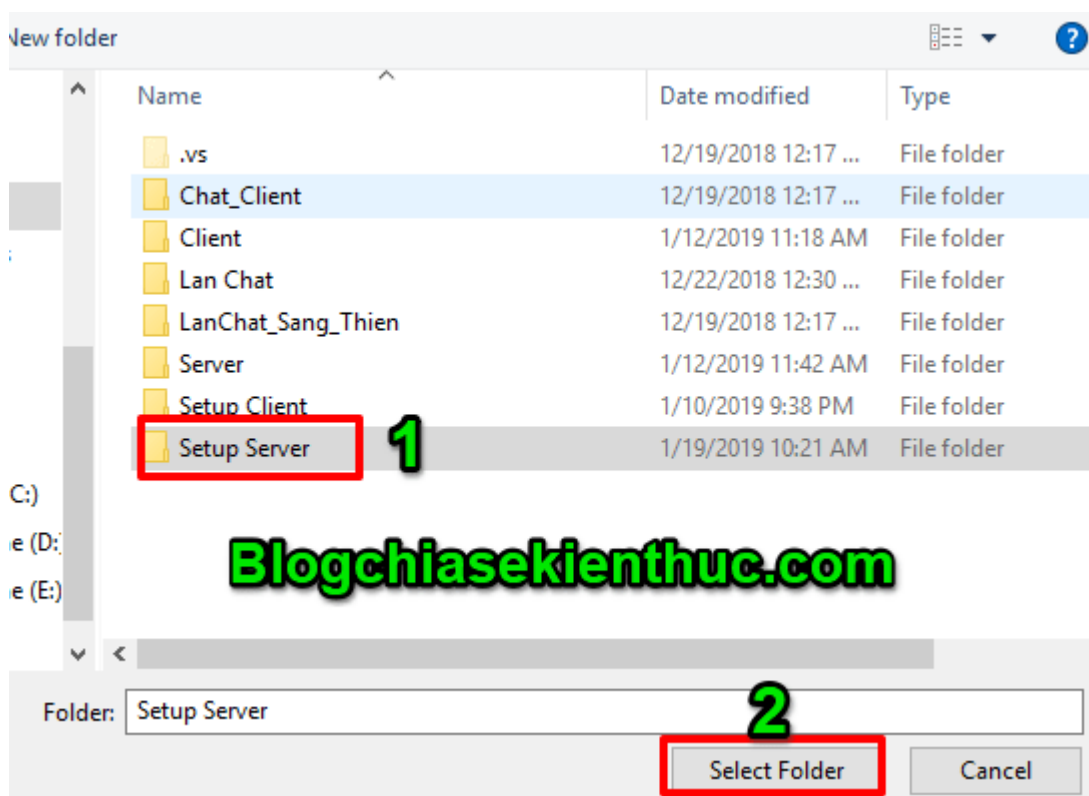 New folder
?
Name Date modified Type
.vs 12/19/2018 12:17 ... File folder
Chat_Client 12/19/2018 12:17 ... File folder
Client 1/12/2019 11:18 AM File folder
Lan Chat 12/22/2018 12:30 ... File folder
LanChat_Sang_Thien 12/19/2018 12:17 ... File folder
Server 1/12/2019 11:42 AM File folder
Setup Client 1/10/2019 9:38 PM File folder
Setup Server 1 1/19/2019 10:21 AM File folder
C:)
e (D:
e (E:)
Blogchiasekienthuc.com
Folder: Setup Server
2
Select Folder Cancel